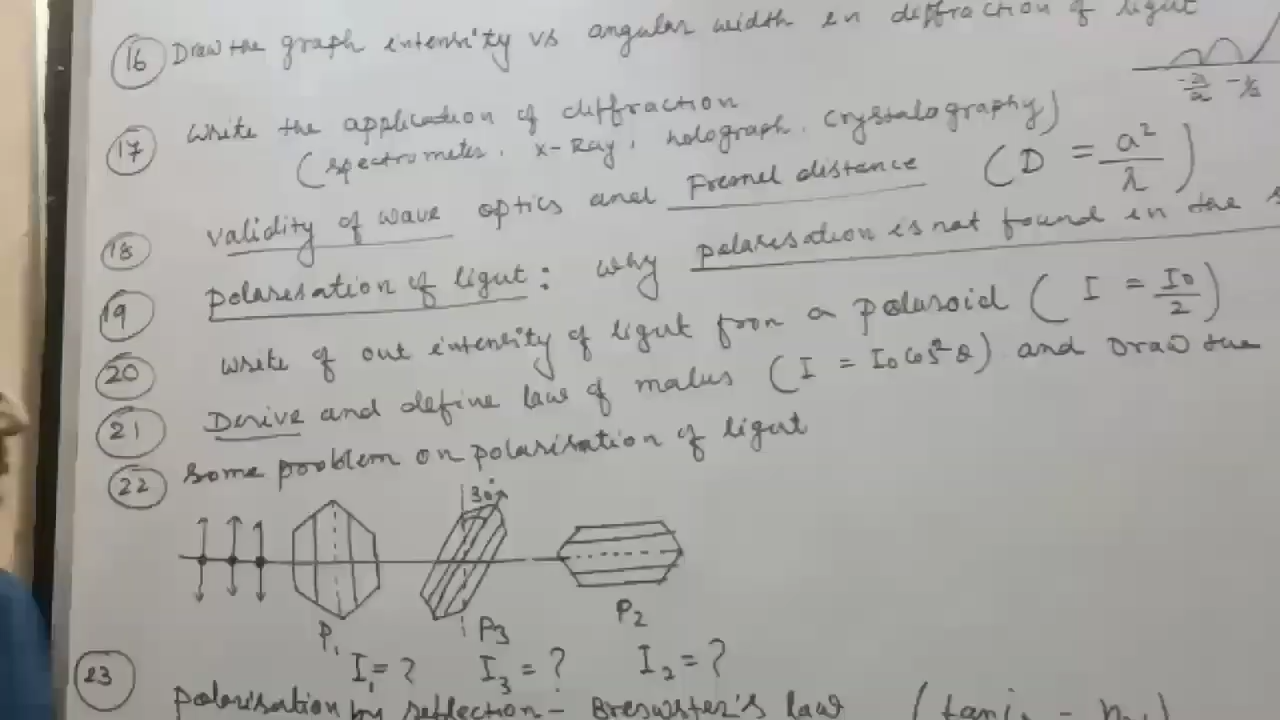 16 Draw the graph intensity vs angular width in diffraction of light
-2/a -1/a
17 Write the application of diffraction
(spectrometer, X-Ray, holograph, crystalography)
18 validity of wave optics and Fresnel distance (D = a²/λ)
19 polarisation of light: why polarisation is not found in the
20 write of out intensity of light from a polaroid (I = I₀/2)
21 Derive and define law of malus (I = I₀ cos²θ) and Draw the
22 some problem on polarisation of light
30°
P₁ P₃ P₂
I₁ = ? I₃ = ? I₂ = ?
23 polarisation by reflection - Brewster's law (tan